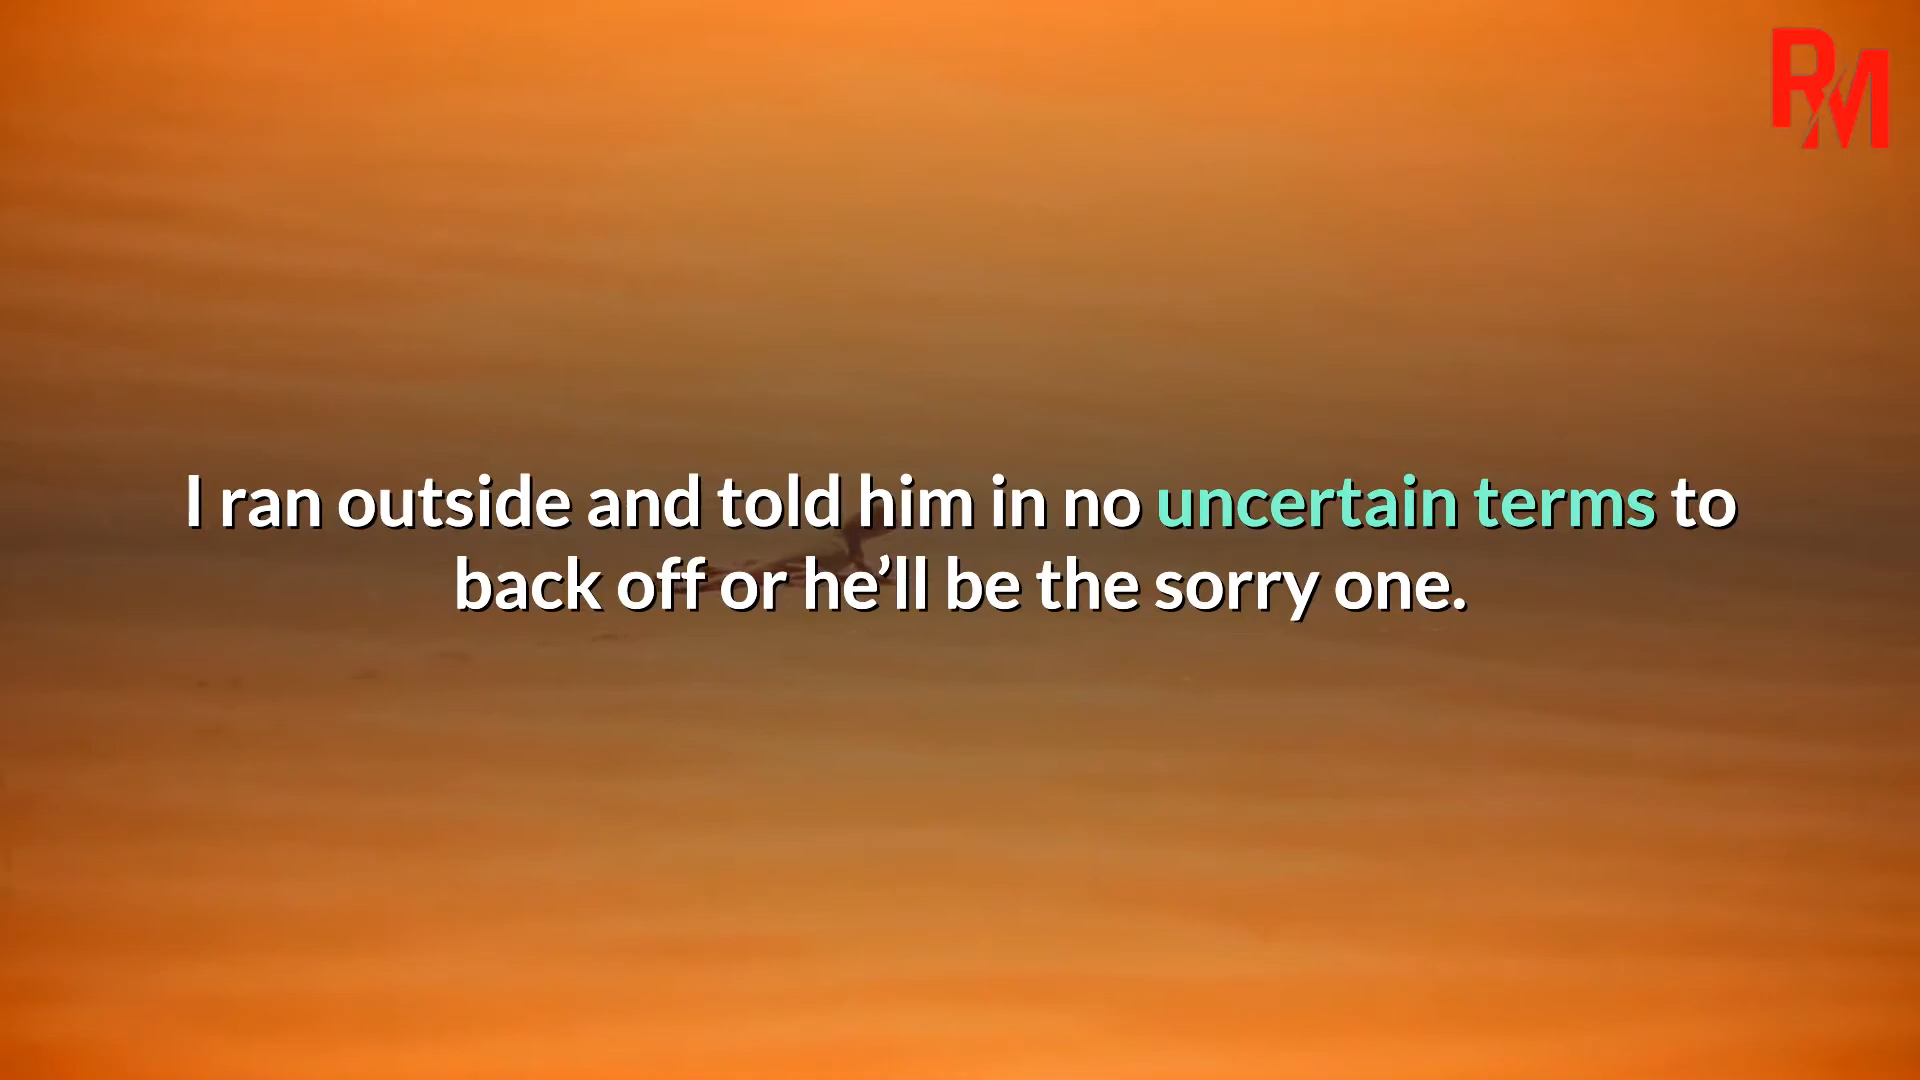 RM
I ran outside and told him in no uncertain terms to
back off or he’ll be the sorry one.